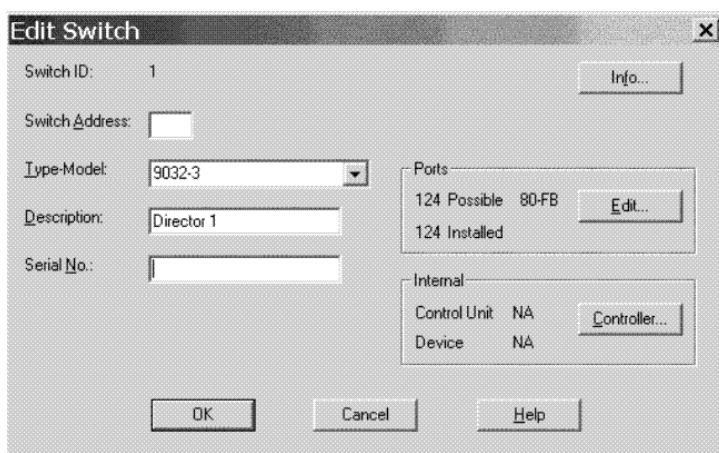 Edit Switch
Switch ID: 1
Info...
Switch Address:
Type-Model: 9032-3
Ports
124 Possible 80-FB
Edit...
Description: Director 1
124 Installed
Serial No.:
Internal
Control Unit NA
Controller...
Device NA
OK Cancel Help